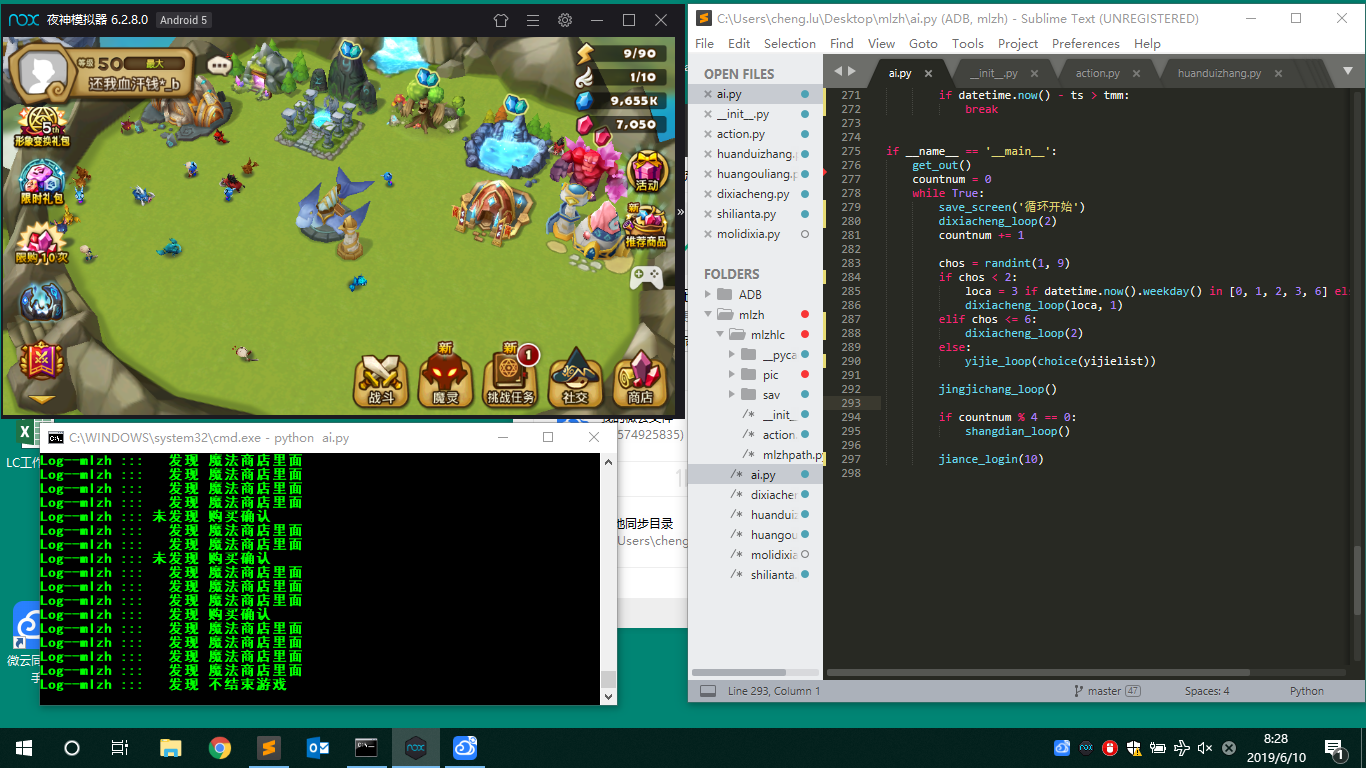 nox 夜神模拟器 6.2.8.0 Android 5
等级 50 最大
还我血汗钱*_b
9/90
1/10
9,655K
7,050
5th
形象变换礼包
限时礼包
限购10次
活动
新
推荐商品
»
战斗
新
魔灵
新 1
挑战任务
社交
商店
C:\WINDOWS\system32\cmd.exe - python ai.py
Log--mlzh ::: 发现 魔法商店里面
Log--mlzh ::: 发现 魔法商店里面
Log--mlzh ::: 发现 魔法商店里面
Log--mlzh ::: 发现 魔法商店里面
Log--mlzh ::: 未发现 购买确认
Log--mlzh ::: 发现 魔法商店里面
Log--mlzh ::: 发现 魔法商店里面
Log--mlzh ::: 未发现 购买确认
Log--mlzh ::: 发现 魔法商店里面
Log--mlzh ::: 发现 魔法商店里面
Log--mlzh ::: 发现 魔法商店里面
Log--mlzh ::: 发现 购买确认
Log--mlzh ::: 发现 魔法商店里面
Log--mlzh ::: 发现 魔法商店里面
Log--mlzh ::: 发现 魔法商店里面
Log--mlzh ::: 发现 魔法商店里面
Log--mlzh ::: 发现 不结束游戏
LC工作
微云同
手
574925835)
他同步目录
Users\cheng
C:\Users\cheng.lu\Desktop\mlzh\ai.py (ADB, mlzh) - Sublime Text (UNREGISTERED)
File Edit Selection Find View Goto Tools Project Preferences Help
OPEN FILES
ai.py
__init__.py
action.py
huanduizhang.
huangouliang.
dixiacheng.py
shilianta.py
molidixia.py
FOLDERS
ADB
mlzh
mlzhlc
__pyca
pic
sav
/* __init_
/* action.
/* mlzhpath.py
/* ai.py
/* dixiacher
/* huanduiz
/* huangou
/* molidixia
/* shilianta.
ai.py × __init__.py × action.py × huanduizhang.py ×
271 if datetime.now() - ts > tmm:
272 break
273
274
275 if __name__ == '__main__':
276 get_out()
277 countnum = 0
278 while True:
279 save_screen('循环开始')
280 dixiacheng_loop(2)
281 countnum += 1
282
283 chos = randint(1, 9)
284 if chos < 2:
285 loca = 3 if datetime.now().weekday() in [0, 1, 2, 3, 6] el
286 dixiacheng_loop(loca, 1)
287 elif chos <= 6:
288 dixiacheng_loop(2)
289 else:
290 yijie_loop(choice(yijielist))
291
292 jingjichang_loop()
293
294 if countnum % 4 == 0:
295 shangdian_loop()
296
297 jiance_login(10)
298
Line 293, Column 1 master 47 Spaces: 4 Python
8:28
2019/6/10
1